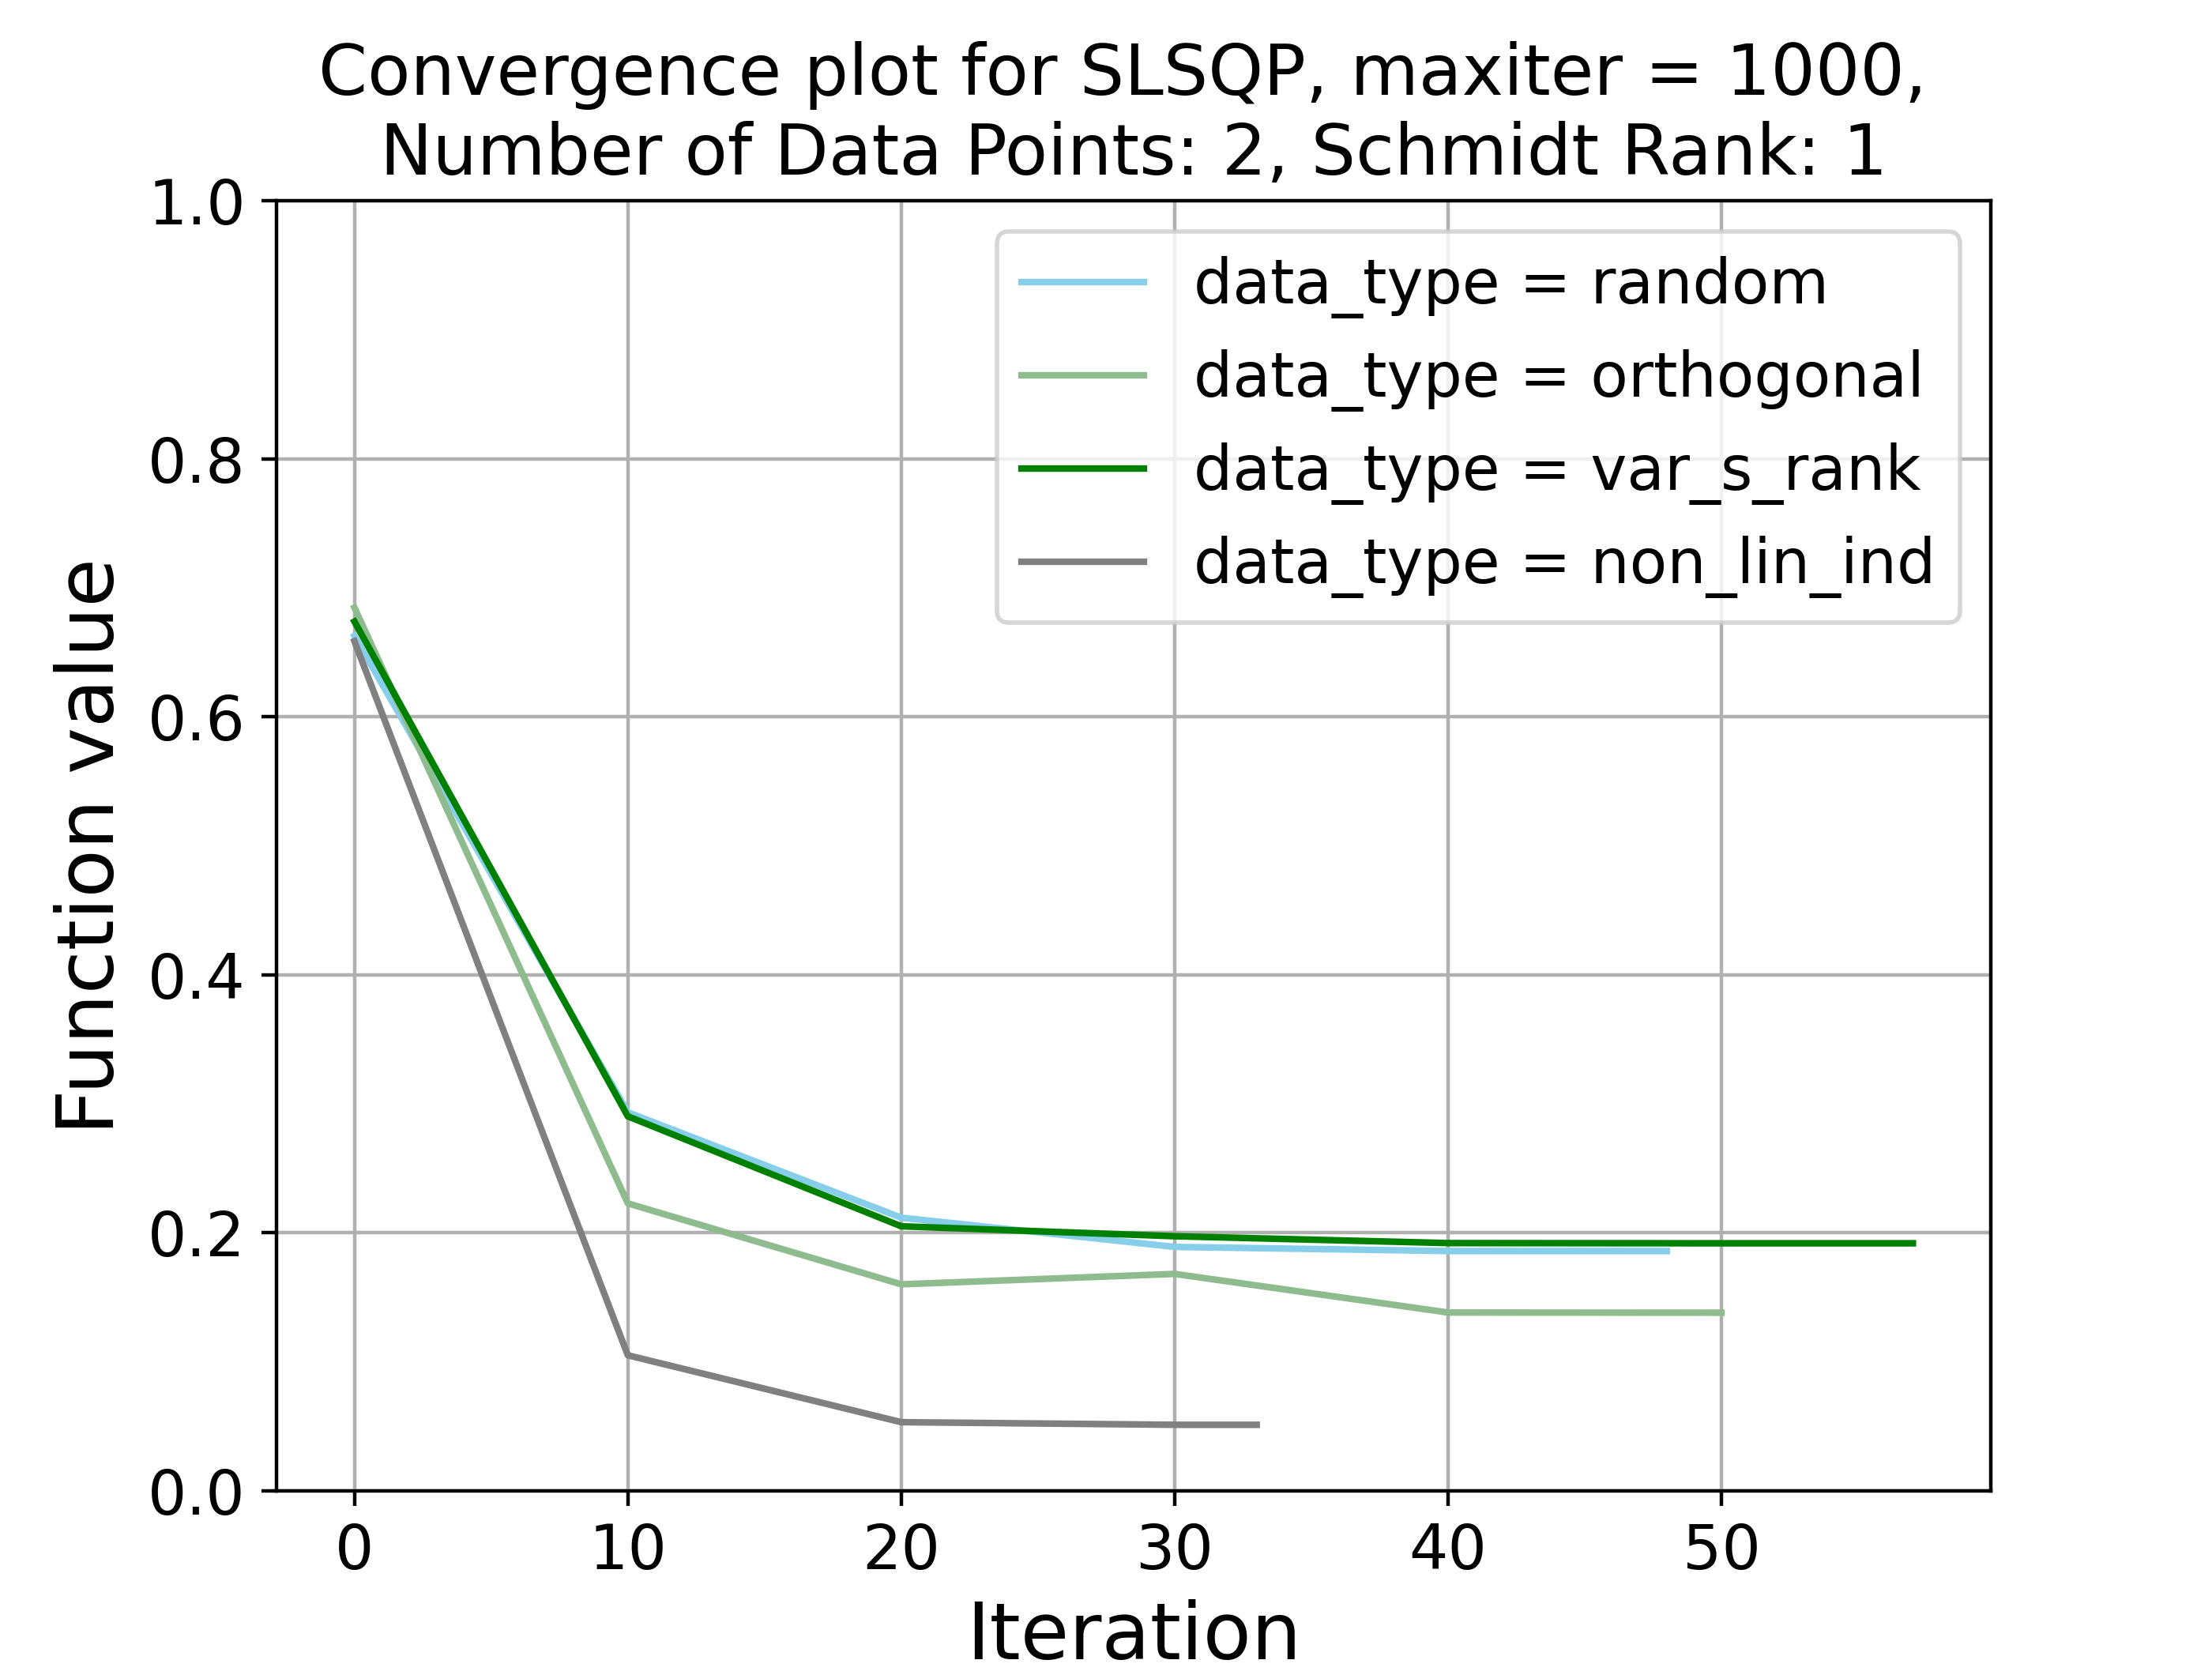 Convergence plot for SLSQP, maxiter = 1000,
Number of Data Points: 2, Schmidt Rank: 1
1.0
0.8
0.6
0.4
0.2
0.0
Function value
data_type = random
data_type = orthogonal
data_type = var_s_rank
data_type = non_lin_ind
0 10 20 30 40 50
Iteration